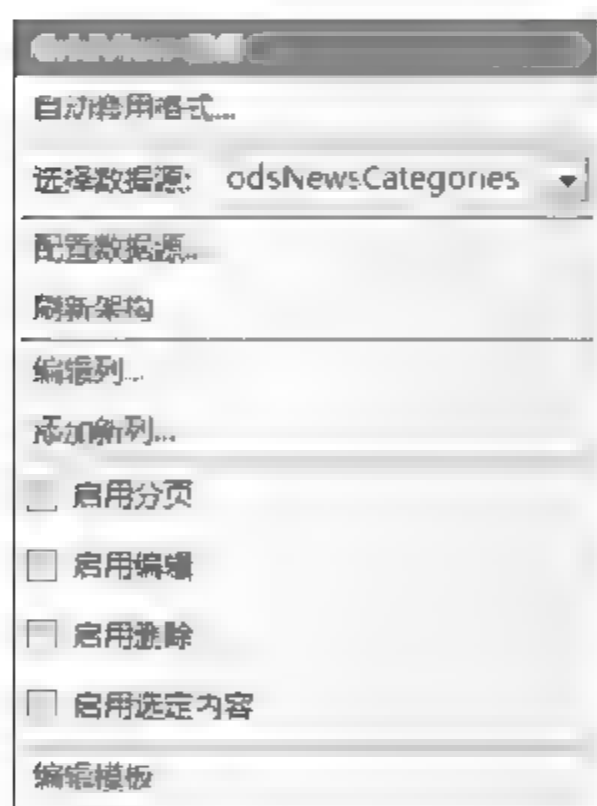 自动套用格式...
选择数据源: odsNewsCategories
配置数据源...
刷新架构
编辑列...
添加新列...
启用分页
启用编辑
启用删除
启用选定内容
编辑模板